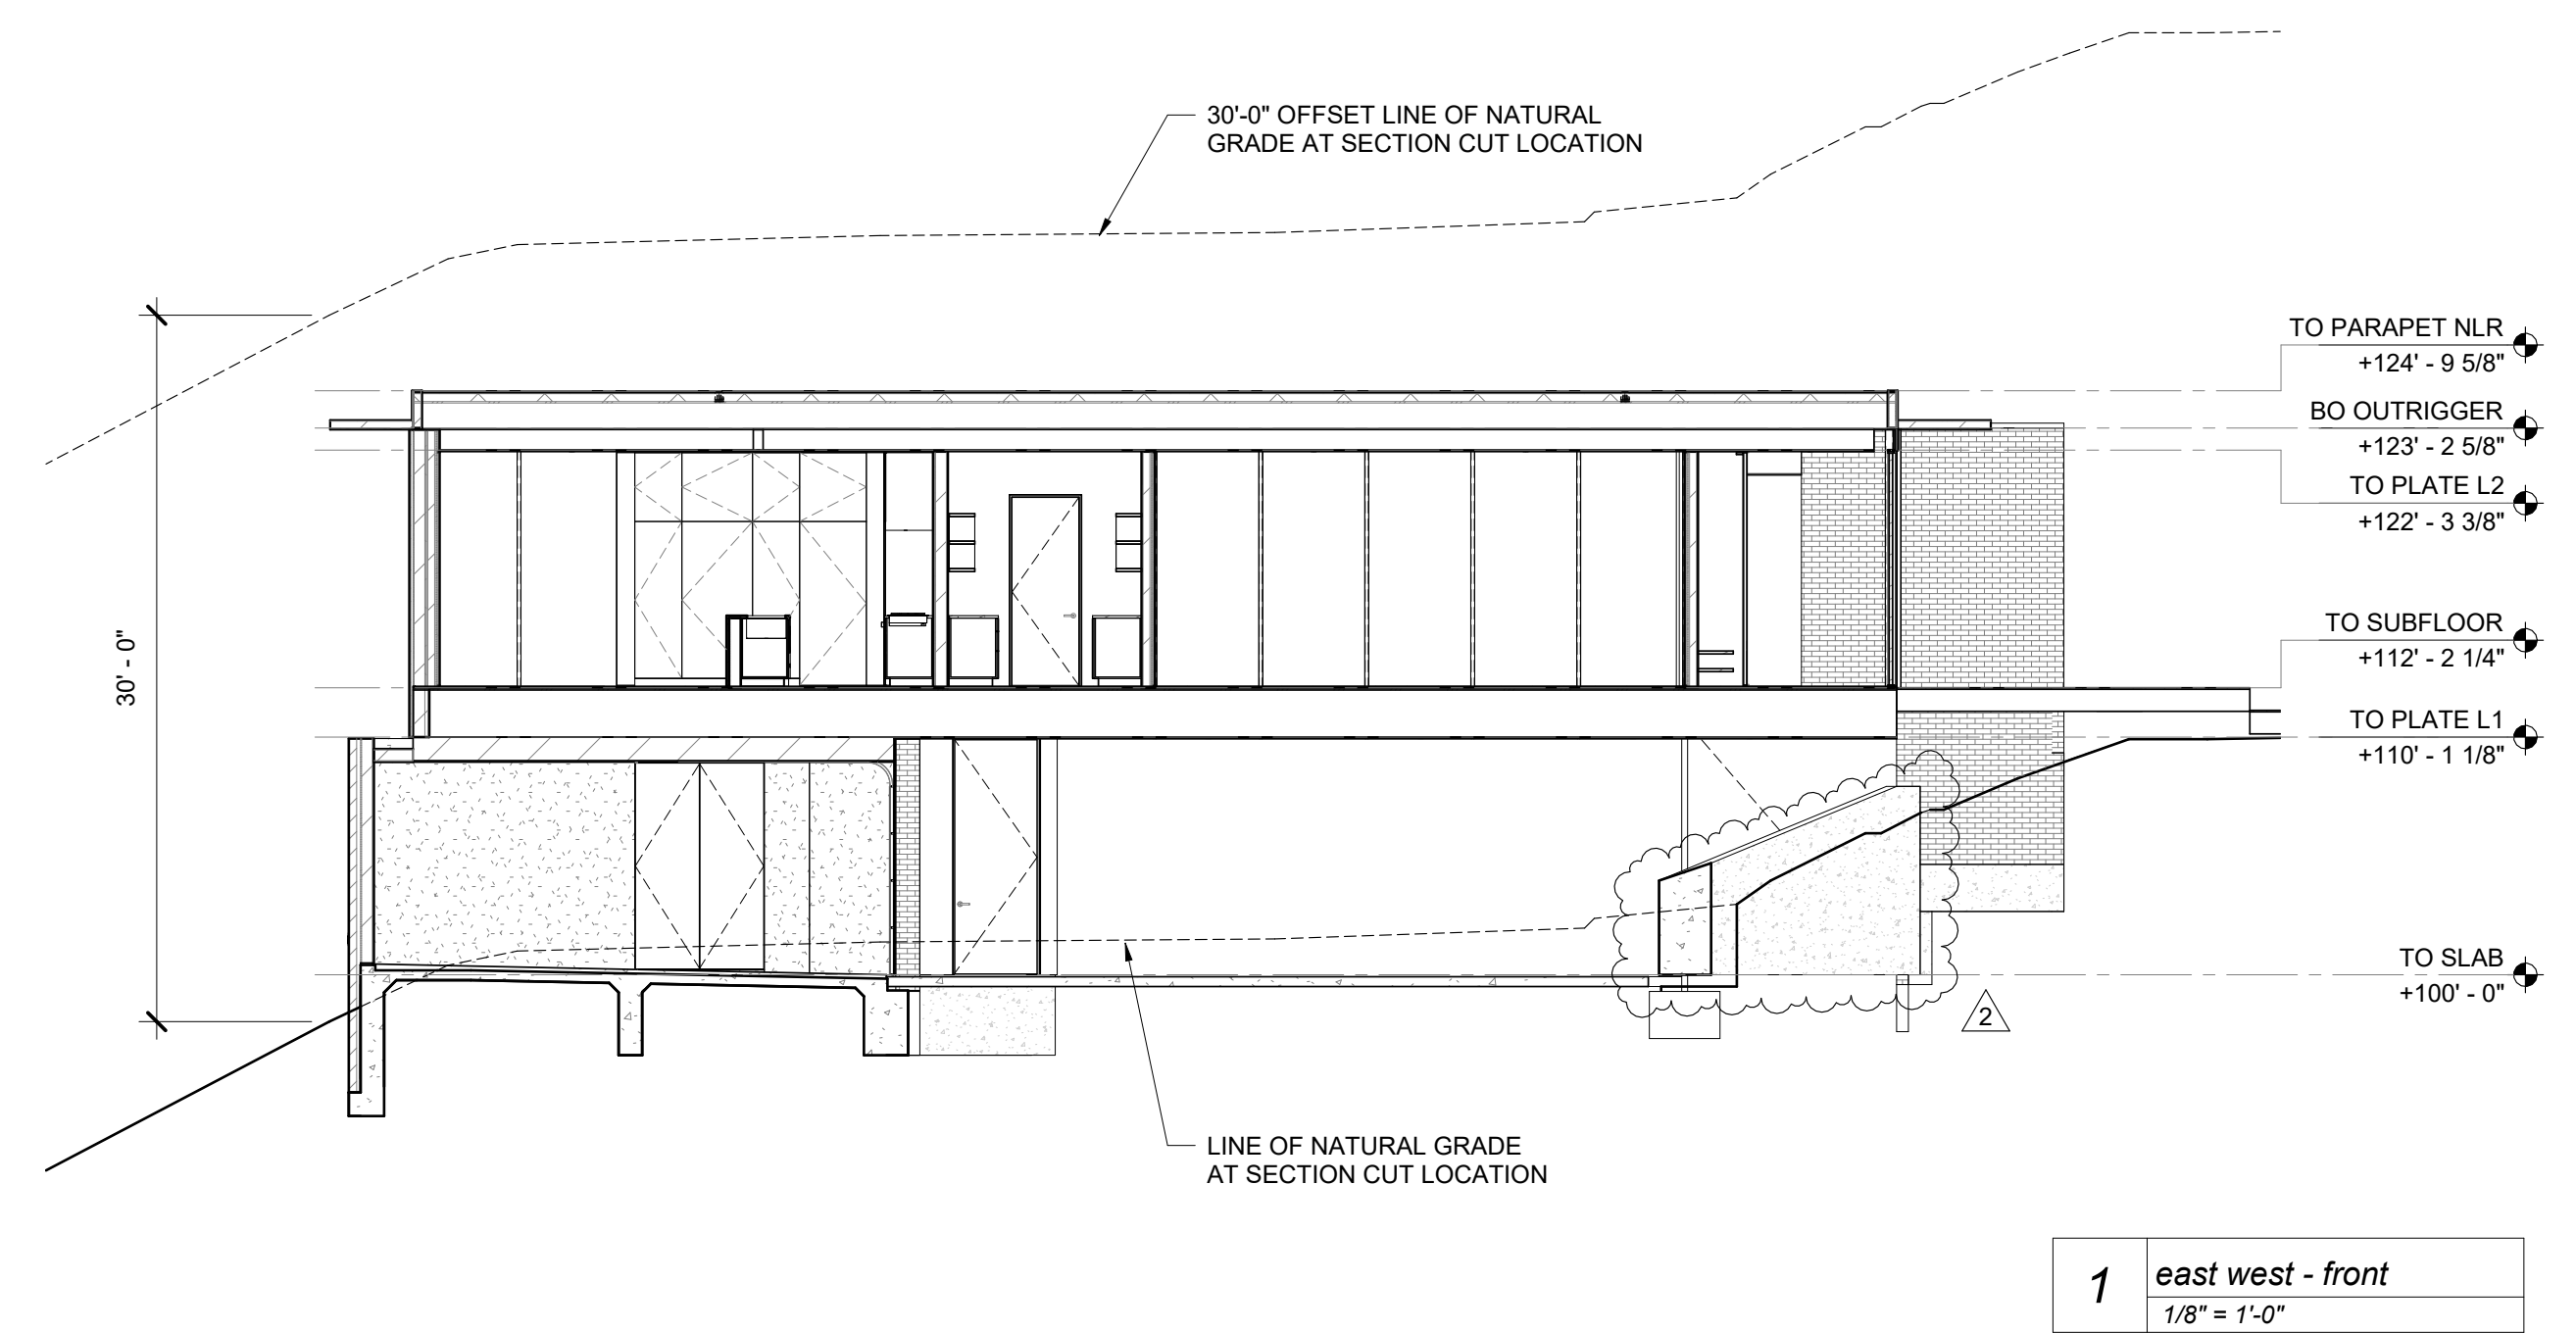 30'-0" OFFSET LINE OF NATURAL
GRADE AT SECTION CUT LOCATION
TO PARAPET NLR
+124' - 9 5/8"
BO OUTRIGGER
+123' - 2 5/8"
TO PLATE L2
+122' - 3 3/8"
30' - 0"
TO SUBFLOOR
+112' - 2 1/4"
TO PLATE L1
+110' - 1 1/8"
TO SLAB
+100' - 0"
2
LINE OF NATURAL GRADE
AT SECTION CUT LOCATION
1
east west - front
1/8" = 1'-0"